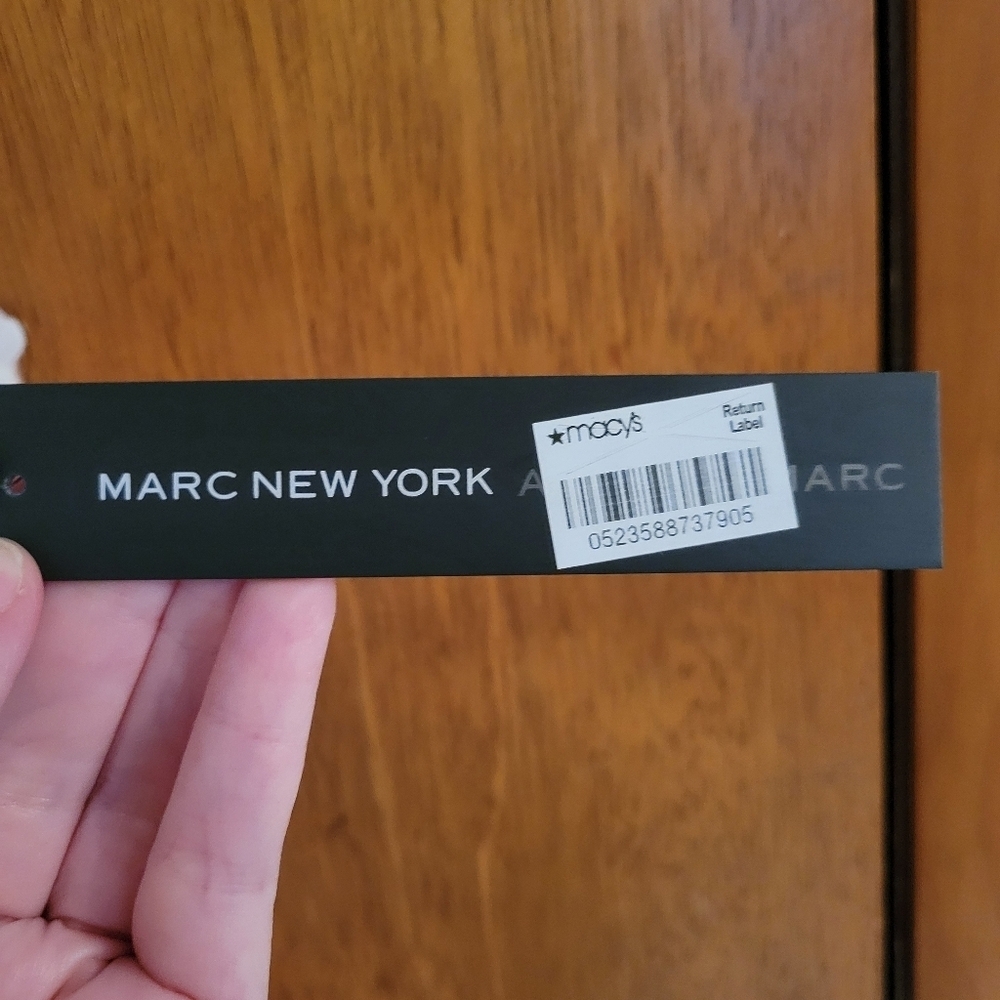 MARC NEW YORK
MARC
★macy's
Return
Label
0523588737905